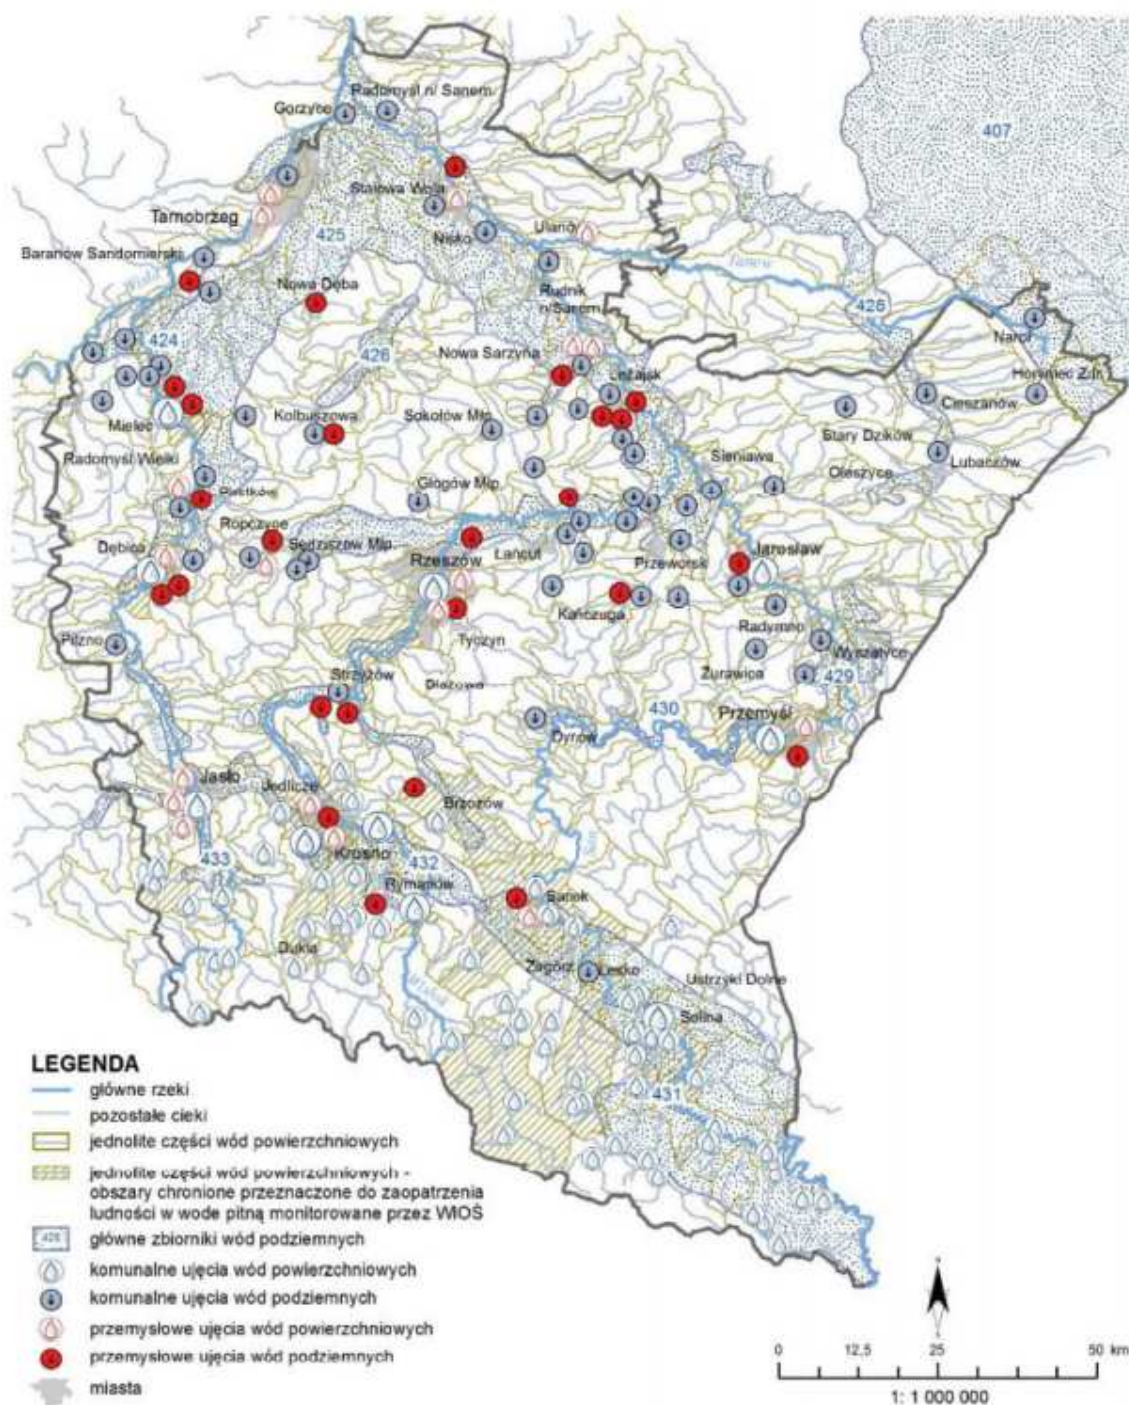 407
Radomyśl n/ Sanem
Gorzyce
Stalowa Wola
Tarnobrzeg
Ulanów
425
Nisko
Baranów Sandomierski
Tanew
Nowa Dęba
Rudnik
n/Sanem
428
Narol
424
426
Nowa Sarzyna
Horyniec Zdr.
Leżajsk
Cieszanów
Mielec
Kolbuszowa
Sokołów Młp.
Stary Dzików
Radomyśl Wielki
Sieniawa
Lubaczów
Oleszyce
Głogów Młp.
Ropczyce
Dębica
Sędziszów Młp.
Łańcut
Rzeszów
Przeworsk
Jarosław
Kańczuga
Radymno
Pilzno
Tyczyn
Wyszatyce
Strzyżów
Błażowa
Żurawica
429
430
Przemyśl
Dynów
Jasło
Jedlicze
Brzozów
San
Krosno
433
432
Rymanów
Sanok
Dukla
Zagórz
Lesko
Ustrzyki Dolne
Solina
431
LEGENDA
główne rzeki
pozostałe cieki
jednolite części wód powierzchniowych
jednolite części wód powierzchniowych -
obszary chronione przeznaczone do zaopatrzenia
ludności w wode pitną monitorowane przez WIOŚ
główne zbiorniki wód podziemnych
komunalne ujęcia wód powierzchniowych
komunalne ujęcia wód podziemnych
przemysłowe ujęcia wód powierzchniowych
przemysłowe ujęcia wód podziemnych
miasta
0 12,5 25 50 km
1: 1 000 000